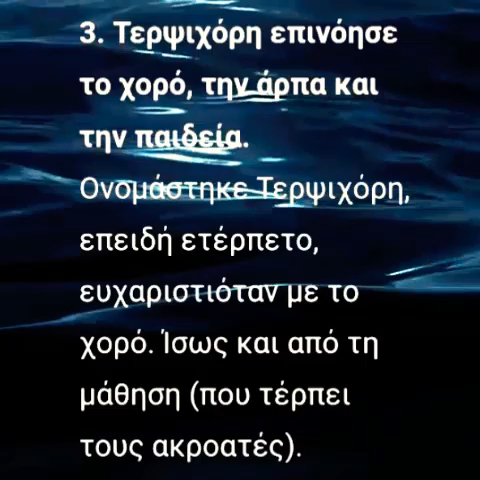 3. Τερψιχόρη επινόησε
το χορό, την άρπα και
την παιδεία.
Ονομάστηκε Τερψιχόρη,
επειδή ετέρπετο,
ευχαριστιόταν με το
χορό. Ίσως και από τη
μάθηση (που τέρπει
τους ακροατές).